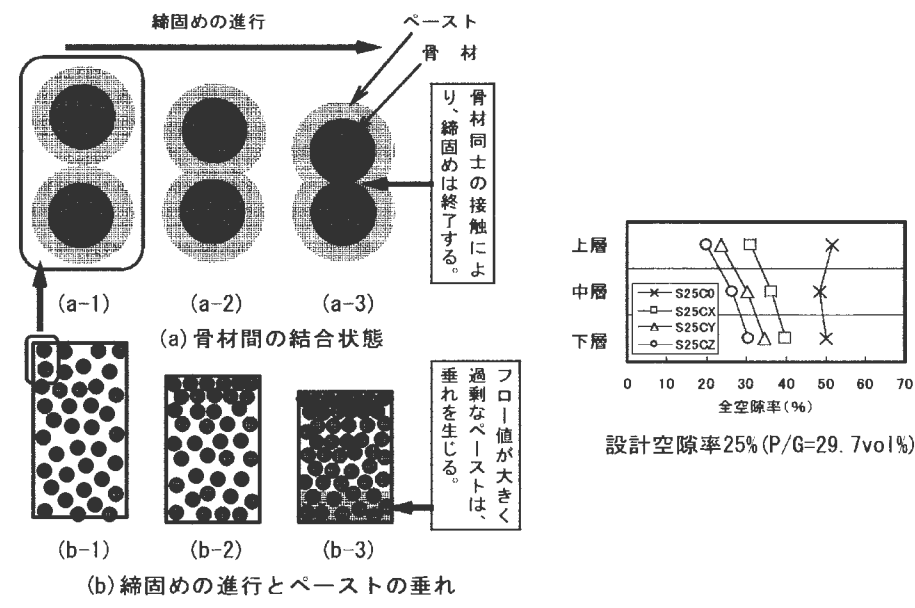 締固めの進行
ペースト
骨 材
骨材同士の接触によ
り、締固めは終了する。
(a-1)
(a-2)
(a-3)
(a)骨材間の結合状態
フロー値が大きく
過剰なペーストは、
垂れを生じる。
(b-1)
(b-2)
(b-3)
(b)締固めの進行とペーストの垂れ
上層
中層
下層
S25C0
S25CX
S25CY
S25CZ
0 10 20 30 40 50 60 70
全空隙率(%)
設計空隙率25%(P/G=29.7vol%)